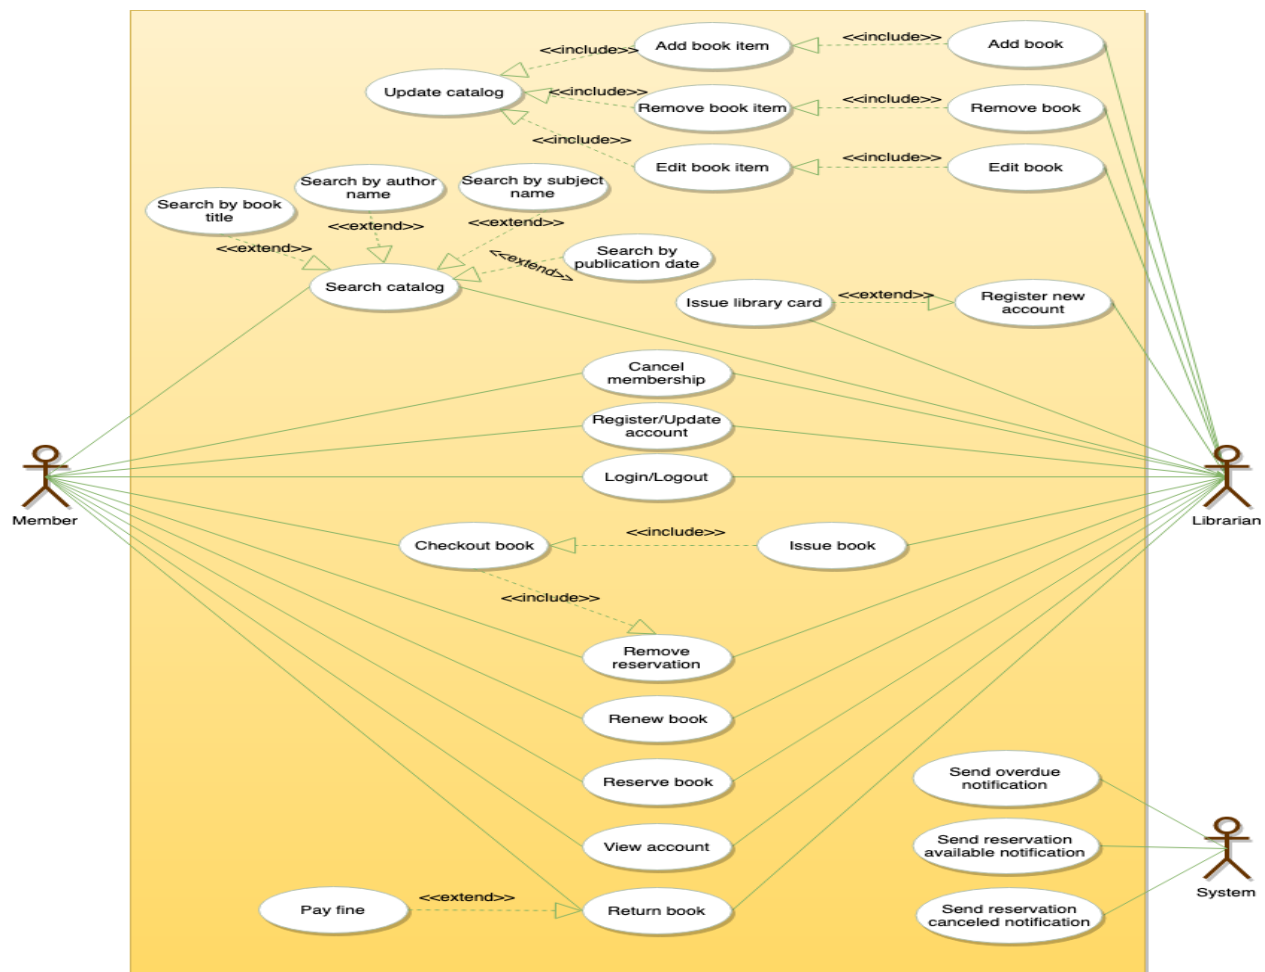 <<include>>
Add book item
<<include>>
Add book
Update catalog
<<include>>
Remove book item
<<include>>
Remove book
<<include>>
Edit book item
<<include>>
Edit book
Search by author
name
Search by subject
name
Search by book
title
<<extend>>
<<extend>>
<<extend>>
<<extend>>
Search by
publication date
Search catalog
Issue library card
<<extend>>
Register new
account
Cancel
membership
Register/Update
account
Login/Logout
Member
Librarian
Checkout book
<<include>>
Issue book
<<include>>
Remove
reservation
Renew book
Reserve book
Send overdue
notification
View account
Send reservation
available notification
System
Pay fine
<<extend>>
Return book
Send reservation
canceled notification